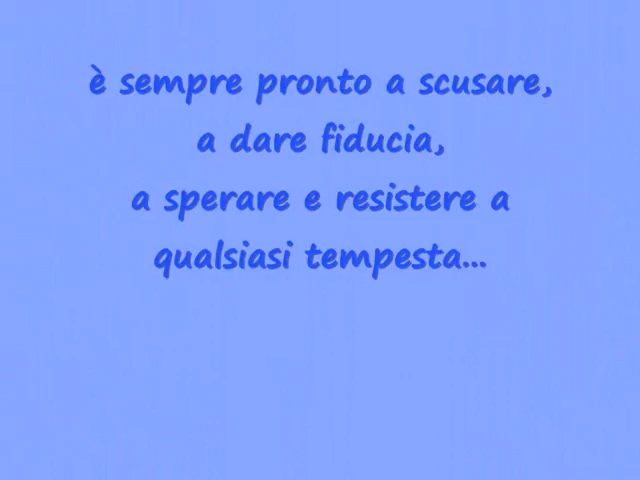 è sempre pronto a scusare,
a dare fiducia,
a sperare e resistere a
qualsiasi tempesta...